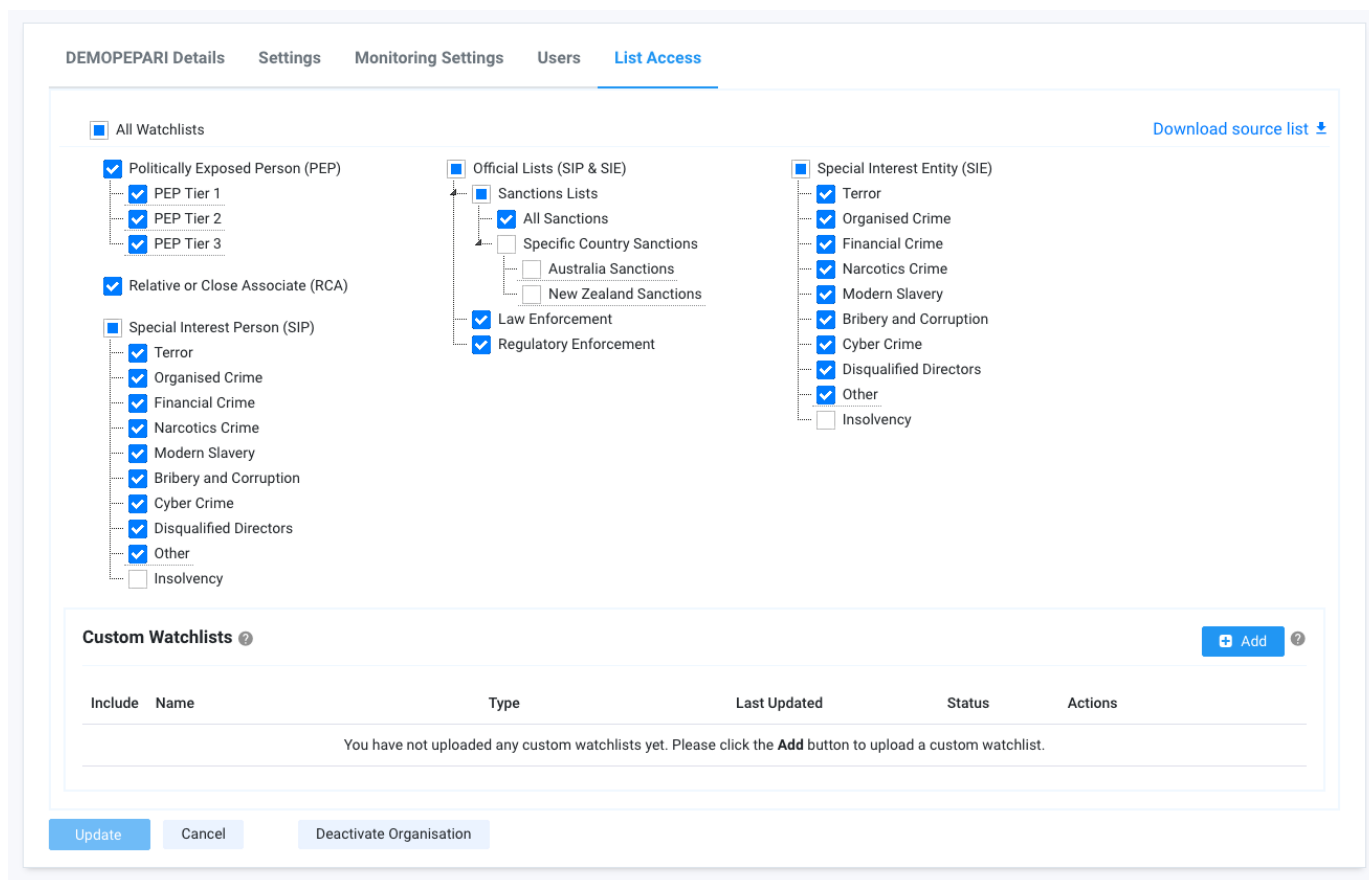 DEMOPEPARI Details Settings Monitoring Settings Users List Access
All Watchlists
Download source list
Politically Exposed Person (PEP)
PEP Tier 1
PEP Tier 2
PEP Tier 3
Relative or Close Associate (RCA)
Special Interest Person (SIP)
Terror
Organised Crime
Financial Crime
Narcotics Crime
Modern Slavery
Bribery and Corruption
Cyber Crime
Disqualified Directors
Other
Insolvency
Official Lists (SIP & SIE)
Sanctions Lists
All Sanctions
Specific Country Sanctions
Australia Sanctions
New Zealand Sanctions
Law Enforcement
Regulatory Enforcement
Special Interest Entity (SIE)
Terror
Organised Crime
Financial Crime
Narcotics Crime
Modern Slavery
Bribery and Corruption
Cyber Crime
Disqualified Directors
Other
Insolvency
Custom Watchlists ?
Add ?
Include Name Type Last Updated Status Actions
You have not uploaded any custom watchlists yet. Please click the Add button to upload a custom watchlist.
Update Cancel Deactivate Organisation